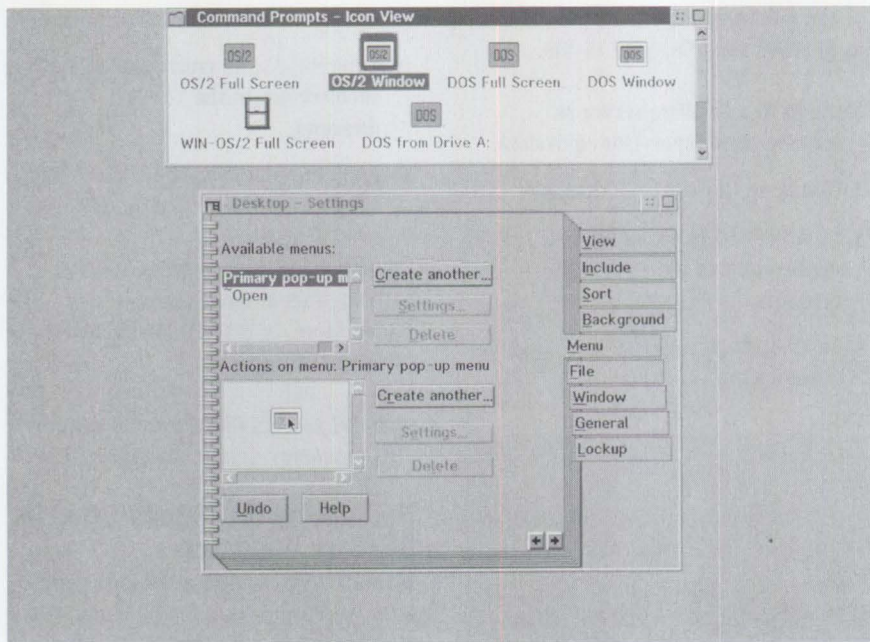 Command Prompts - Icon View
OS/2
OS/2
DOS
DOS
OS/2 Full Screen
OS/2 Window
DOS Full Screen
DOS Window
DOS
WIN-OS/2 Full Screen
DOS from Drive A:
Desktop - Settings
Available menus:
Primary pop-up m
~Open
Create another...
Settings...
Delete
Actions on menu: Primary pop-up menu
Create another...
Settings...
Delete
Undo
Help
View
Include
Sort
Background
Menu
File
Window
General
Lockup